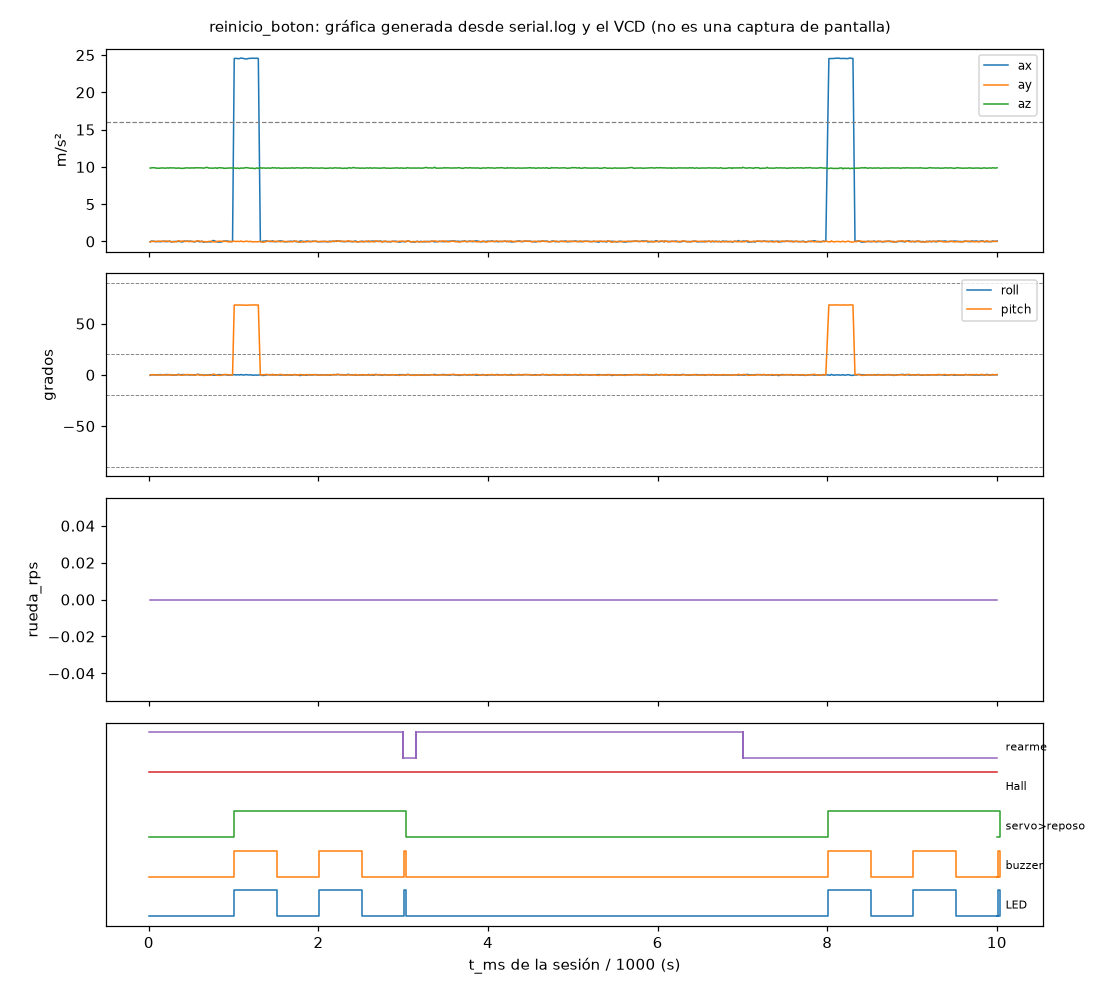 reinicio_boton: gráfica generada desde serial.log y el VCD (no es una captura de pantalla)
25
20
15
10
5
0
m/s²
ax
ay
az
50
0
−50
grados
roll
pitch
0.04
0.02
0.00
−0.02
−0.04
rueda_rps
rearme
Hall
servo>reposo
buzzer
LED
0 2 4 6 8 10
t_ms de la sesión / 1000 (s)